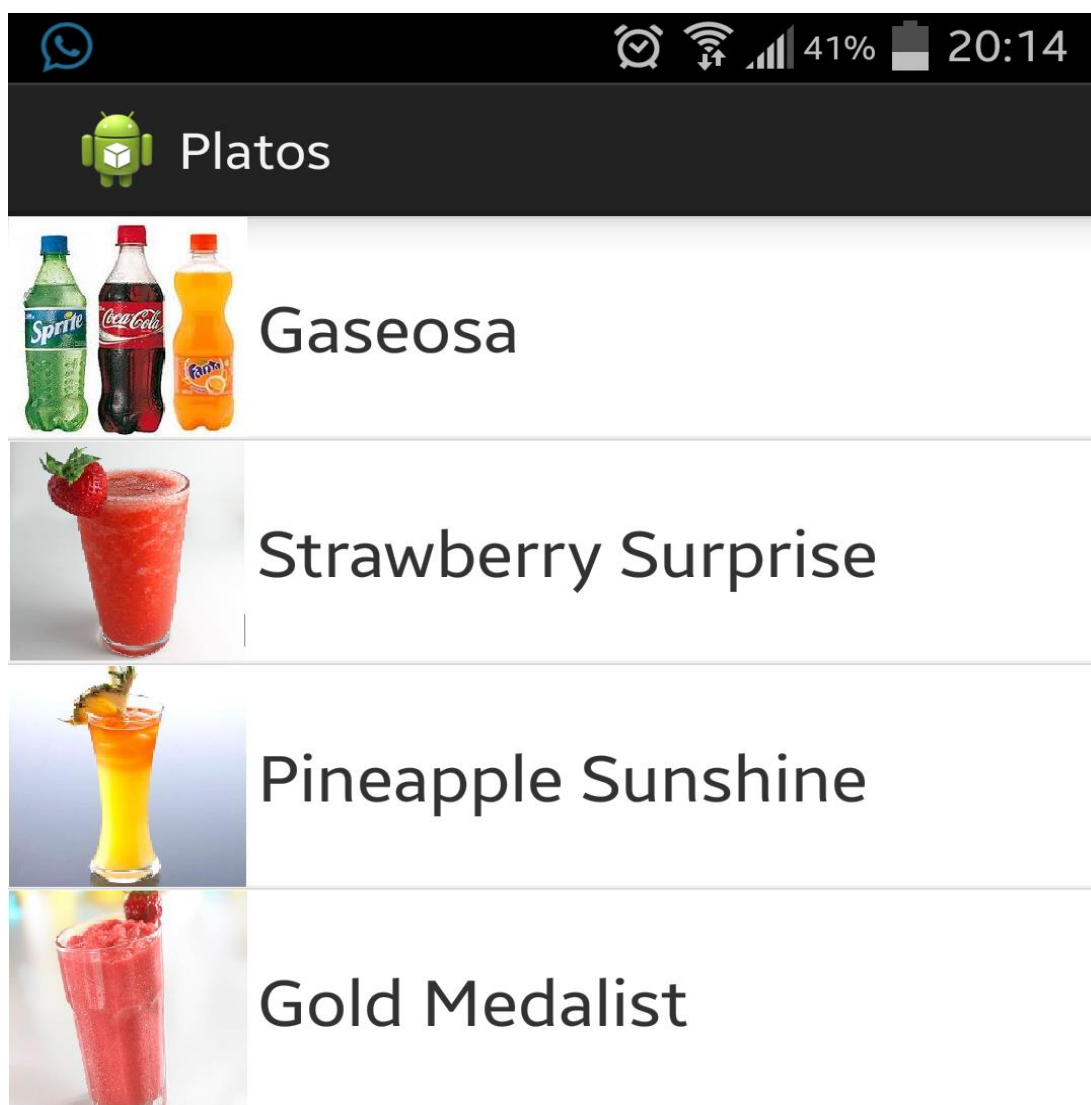 41% 20:14
Platos
Sprite Coca-Cola Fanta
Gaseosa
Strawberry Surprise
Pineapple Sunshine
Gold Medalist